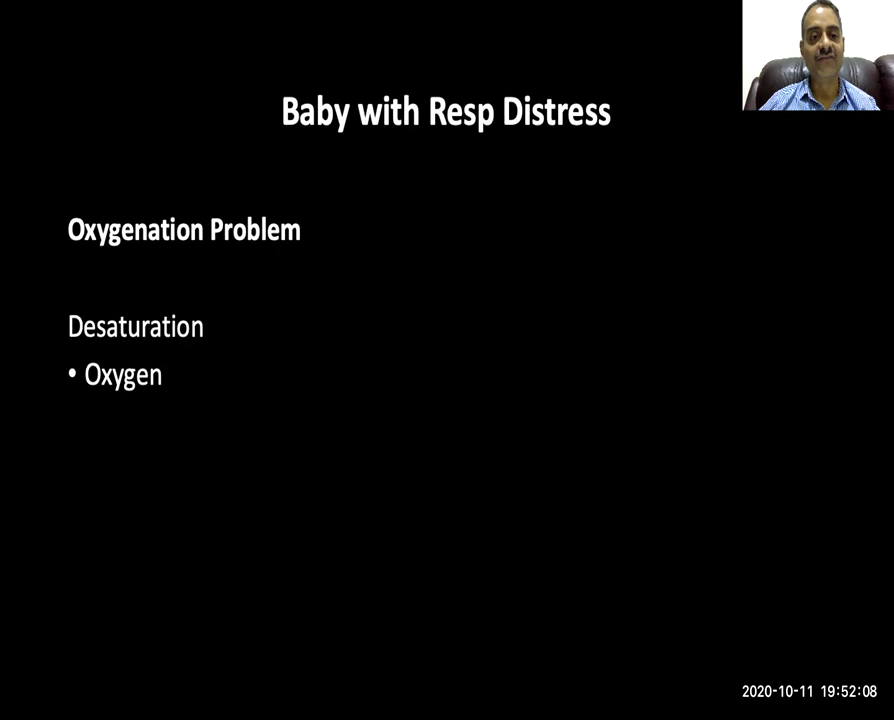 Baby with Resp Distress
Oxygenation Problem
Desaturation
• Oxygen
2020-10-11 19:52:08